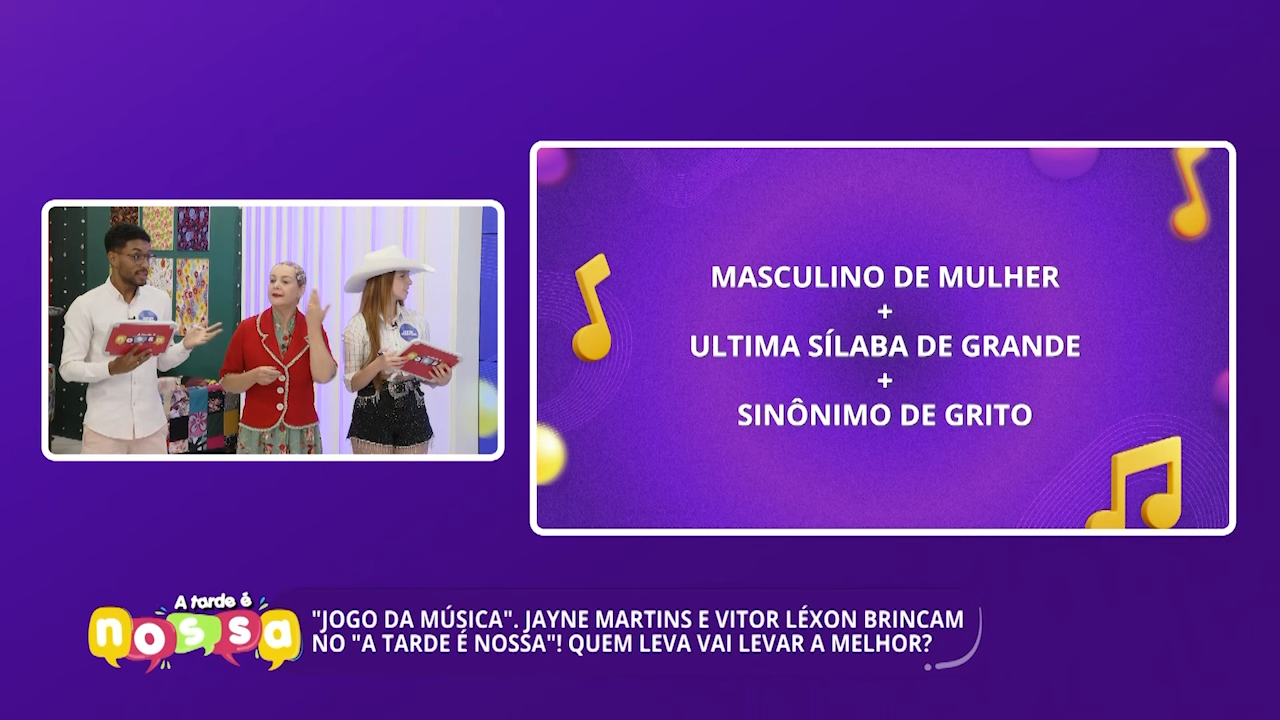 MASCULINO DE MULHER
+
ULTIMA SÍLABA DE GRANDE
+
SINÔNIMO DE GRITO
A tarde é
nossa
"JOGO DA MÚSICA". JAYNE MARTINS E VITOR LÉXON BRINCAM
NO "A TARDE É NOSSA"! QUEM LEVA VAI LEVAR A MELHOR?